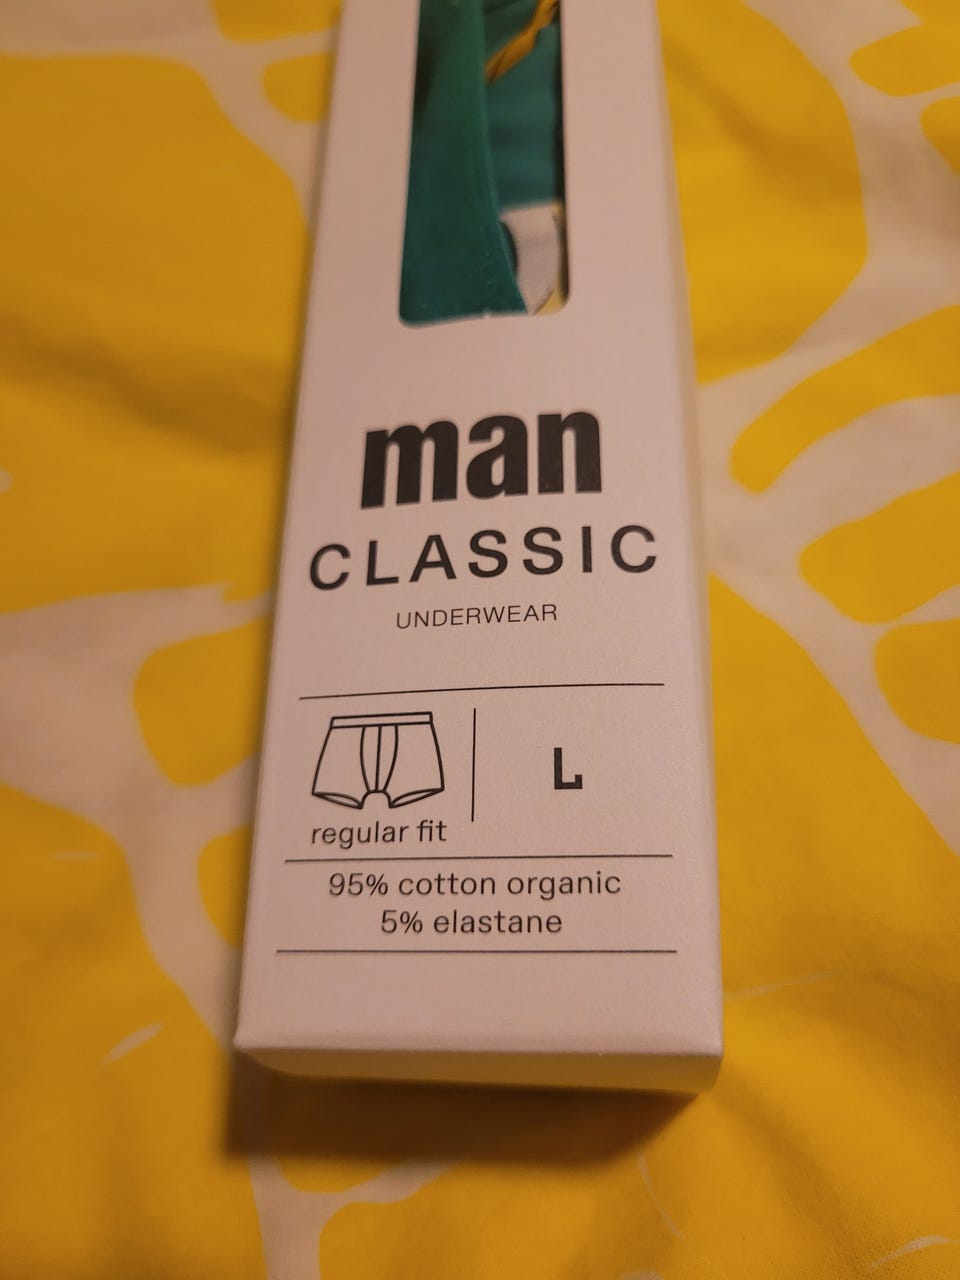 man
CLASSIC
UNDERWEAR
L
regular fit
95% cotton organic
5% elastane